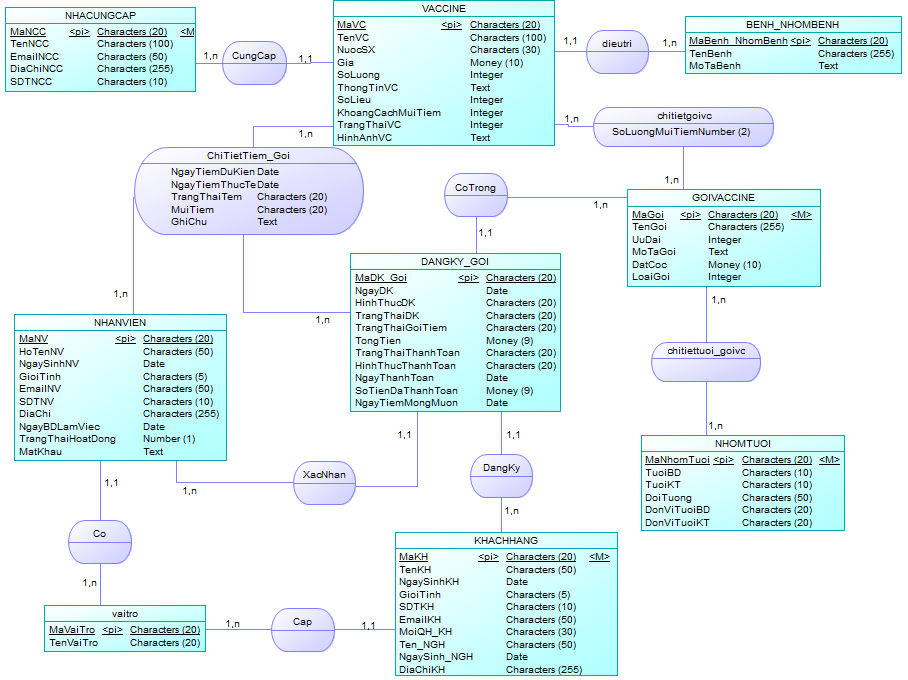 NHACUNGCAP
MaNCC <pi> Characters (20) <M
TenNCC Characters (100)
EmailNCC Characters (50)
DiaChiNCC Characters (255)
SDTNCC Characters (10)
1,n
CungCap
1,1
VACCINE
MaVC <pi> Characters (20)
TenVC Characters (100)
NuocSX Characters (30)
Gia Money (10)
SoLuong Integer
ThongTinVC Text
SoLieu Integer
KhoangCachMuiTiem Integer
TrangThaiVC Integer
HinhAnhVC Text
1,1
dieutri
1,n
BENH_NHOMBENH
MaBenh_NhomBenh <pi> Characters (20)
TenBenh Characters (255)
MoTaBenh Text
1,n
chitietgoivc
SoLuongMuiTiemNumber (2)
1,n
1,n
ChiTietTiem_Goi
NgayTiemDuKien Date
NgayTiemThucTe Date
TrangThaiTem Characters (20)
MuiTiem Characters (20)
GhiChu Text
1,n
1,n
CoTrong
1,n
1,1
GOIVACCINE
MaGoi <pi> Characters (20) <M>
TenGoi Characters (255)
UuDai Integer
MoTaGoi Text
DatCoc Money (10)
LoaiGoi Integer
1,n
chitiettuoi_goivc
1,n
DANGKY_GOI
MaDK_Goi <pi> Characters (20)
NgayDK Date
HinhThucDK Characters (20)
TrangThaiDK Characters (20)
TrangThaiGoiTiem Characters (20)
TongTien Money (9)
TrangThaiThanhToan Characters (20)
HinhThucThanhToan Characters (20)
NgayThanhToan Date
SoTienDaThanhToan Money (9)
NgayTiemMongMuon Date
NHANVIEN
MaNV <pi> Characters (20)
HoTenNV Characters (50)
NgaySinhNV Date
GioiTinh Characters (5)
EmailNV Characters (50)
SDTNV Characters (10)
DiaChi Characters (255)
NgayBDLamViec Date
TrangThaiHoatDong Number (1)
MatKhau Text
NHOMTUOI
MaNhomTuoi <pi> Characters (20) <M>
TuoiBD Characters (10)
TuoiKT Characters (10)
DoiTuong Characters (50)
DonViTuoiBD Characters (20)
DonViTuoiKT Characters (20)
1,1
XacNhan
1,n
1,1
DangKy
1,n
1,1
Co
1,n
vaitro
MaVaiTro <pi> Characters (20)
TenVaiTro Characters (20)
1,n
Cap
1,1
KHACHHANG
MaKH <pi> Characters (20) <M>
TenKH Characters (50)
NgaySinhKH Date
GioiTinh Characters (5)
SDTKH Characters (10)
EmailKH Characters (50)
MoiQH_KH Characters (30)
Ten_NGH Characters (50)
NgaySinh_NGH Date
DiaChiKH Characters (255)